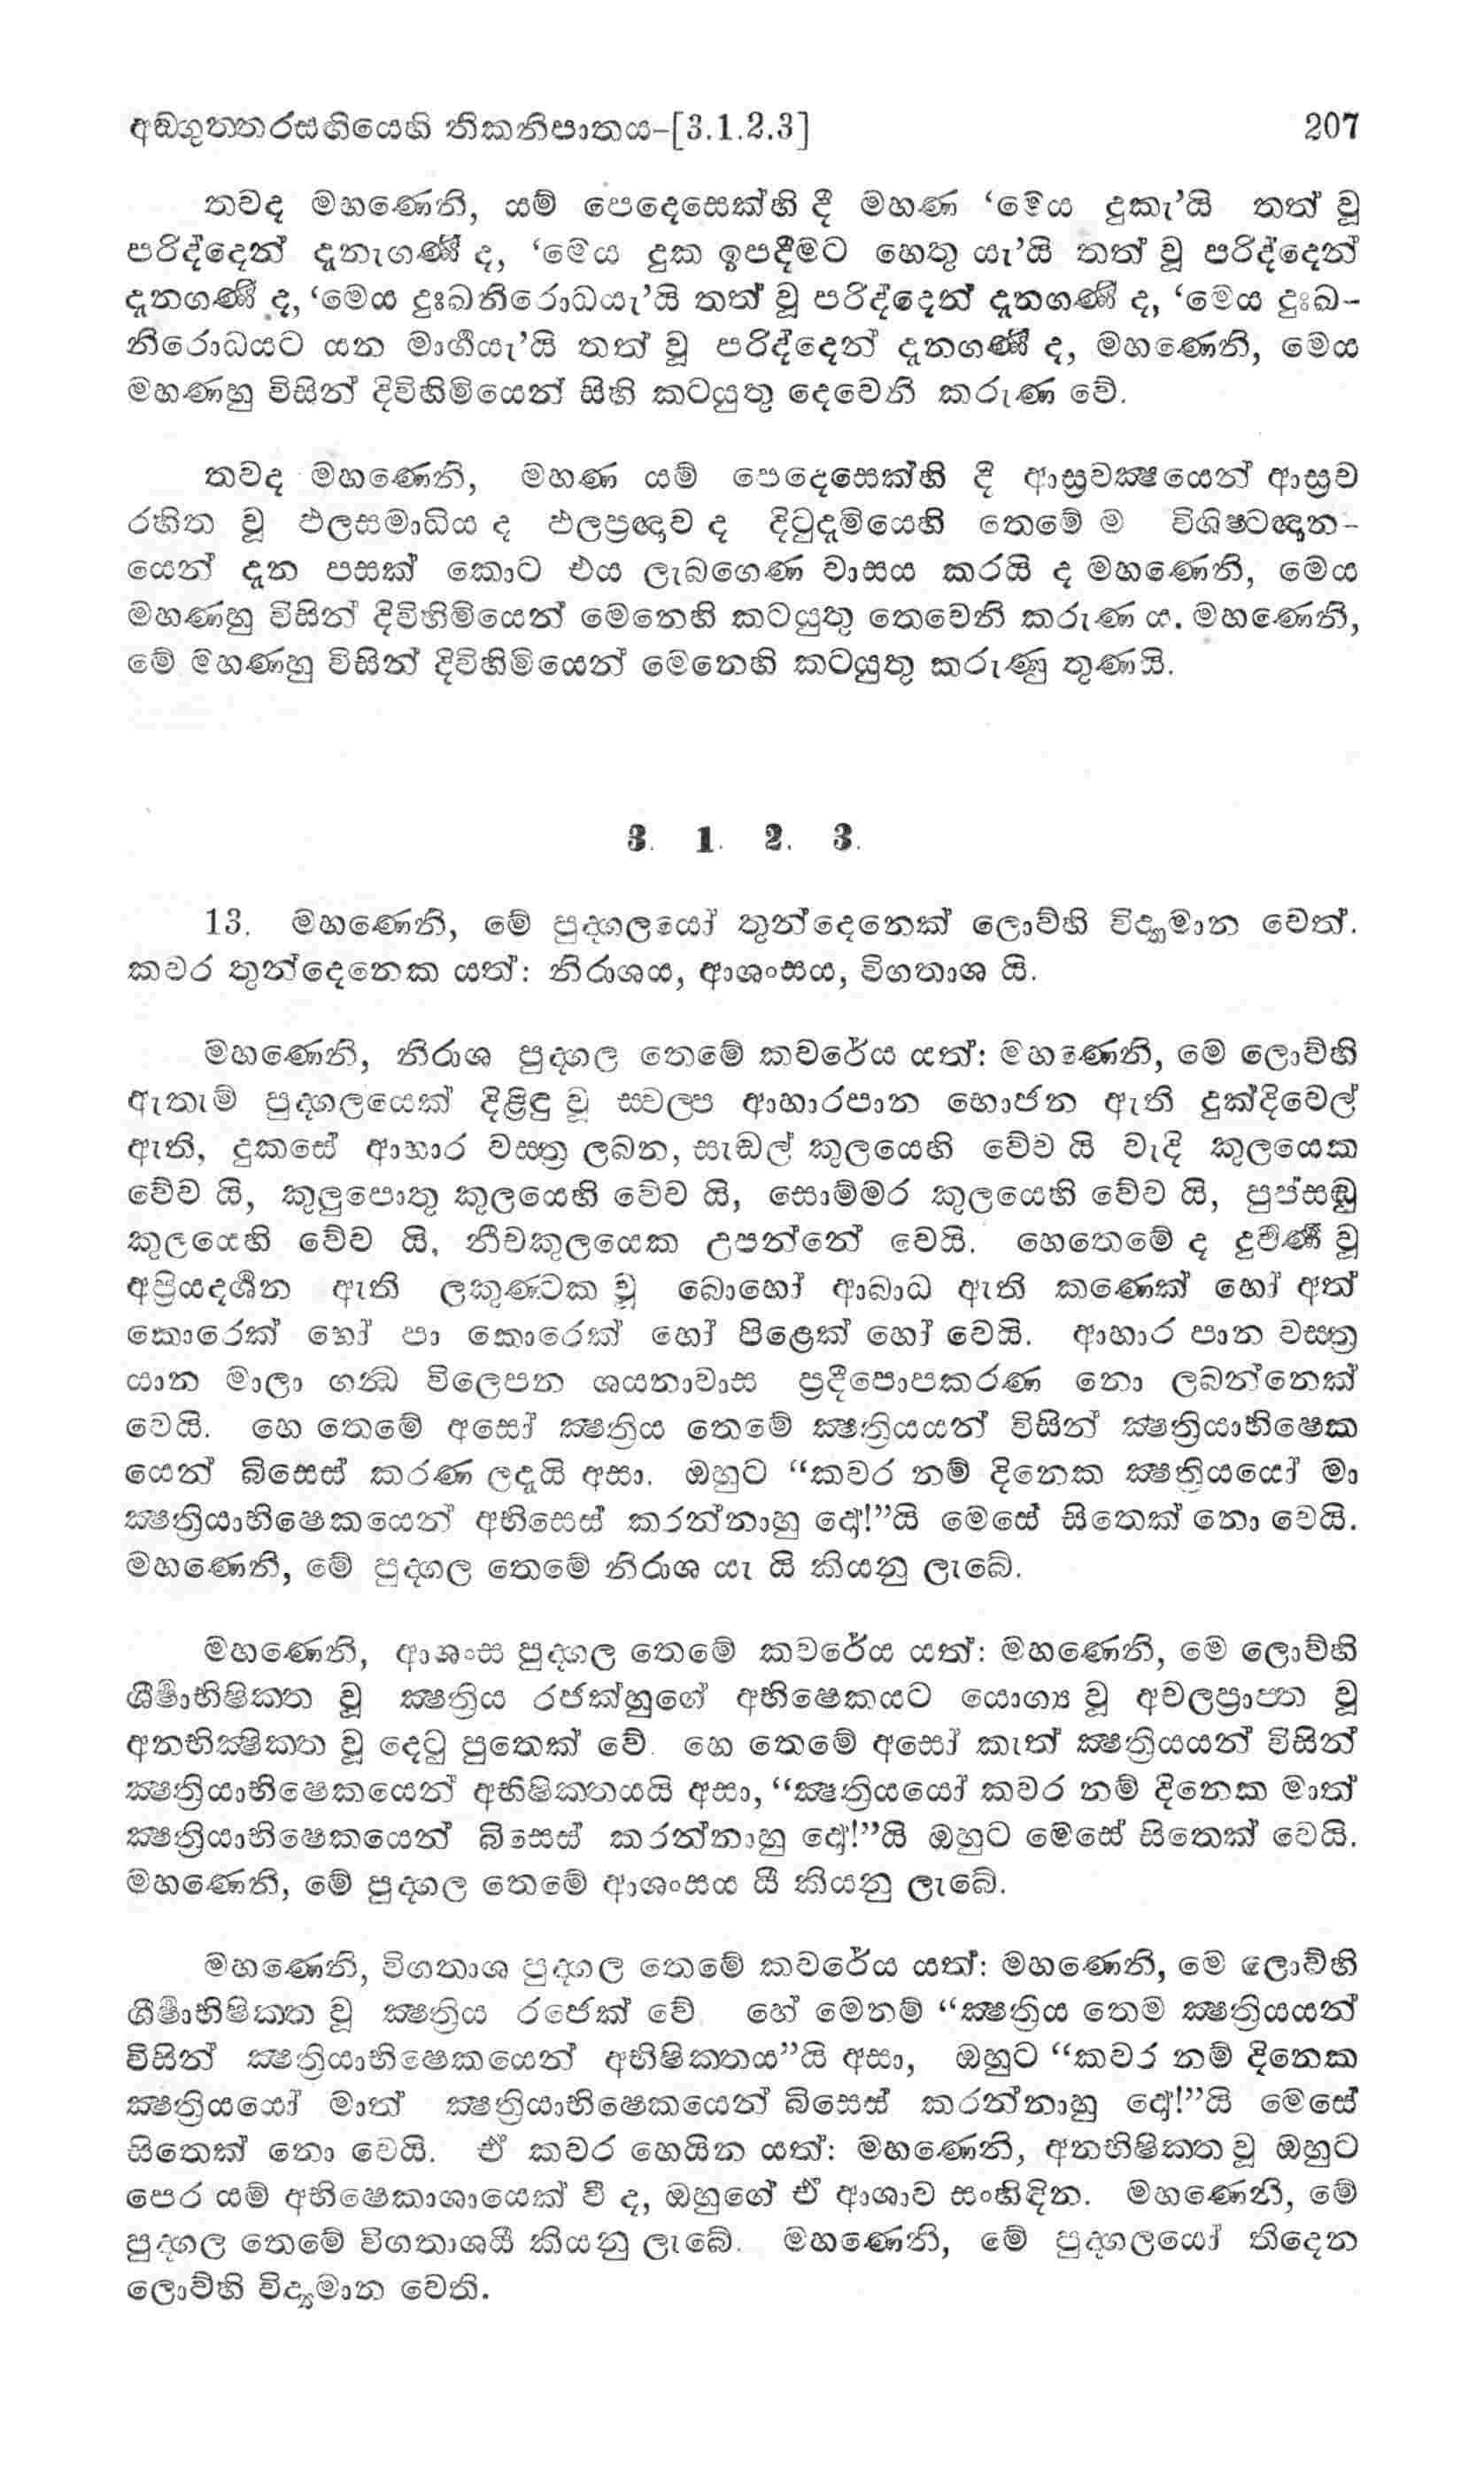 අඞ්ගුත්තරසඟියෙහි තිකනිපාතය-[3.1.2.3] 207
තවද මහණෙනි, යම් පෙදෙසෙක්හි දී මහණ ‘මේය දුකැ’යි තත් වූ
පරිද්දෙන් දැනැගණී ද, ‘මෙය දුක ඉපදීමට හෙතු යැ’යි තත් වූ පරිද්දෙන්
දැනගණී ද, ‘මෙය දුඃඛනිරොධයැ’යි තත් වූ පරිද්දෙන් දැනගණී ද, ‘මෙය දුඃඛ-
නිරොධයට යන මාර්‍ගයැ’යි තත් වූ පරිද්දෙන් දැනගණී ද, මහණෙනි, මෙය
මහණහු විසින් දිවිහිමියෙන් සිහි කටයුතු දෙවෙනි කරුණ වේ.
තවද මහණෙනි, මහණ යම් පෙදෙසෙක්හි දී ආස්‍රවක්‍ෂයෙන් ආස්‍රව
රහිත වූ ඵලසමාධිය ද ඵලප්‍රඥාව ද දිටුදැමියෙහි තෙමේ ම විශිෂ්ටඥාන-
යෙන් දැන පසක් කොට එය ලැබගෙණ වාසය කරයි ද මහණෙනි, මෙය
මහණහු විසින් දිවිහිමියෙන් මෙනෙහි කටයුතු තෙවෙනි කරුණ ය. මහණෙනි,
මේ මහණහු විසින් දිවිහිමියෙන් මෙනෙහි කටයුතු කරුණු තුණයි.
3. 1. 2. 3.
13. මහණෙනි, මේ පුද්ගලයෝ තුන්දෙනෙක් ලොව්හි විද්‍යමාන වෙත්.
කවර තුන්දෙනෙක යත්: නිරාශය, ආශංසය, විගතාශ යි.
මහණෙනි, නිරාශ පුද්ගල තෙමේ කවරේය යත්: මහණෙනි, මෙ ලොව්හි
ඇතැම් පුද්ගලයෙක් දිළිඳු වූ ස්වල්ප ආහාරපාන භොජන ඇති දුක්දිවෙල්
ඇති, දුකසේ ආහාර වස්ත්‍ර ලබන, සැඬල් කුලයෙහි වේව යි වැදි කුලයෙක
වේව යි, කුලුපොතු කුලයෙහි වේව යි, සොම්මර කුලයෙහි වේව යි, පුප්සඬු
කුලයෙහි වේව යි, නීචකුලයෙක උපන්නේ වෙයි. හෙතෙමේ ද දුර්‍වර්‍ණ වූ
අප්‍රියදර්‍ශන ඇති ලකුණ්ටක වූ බොහෝ ආබාධ ඇති කණෙක් හෝ අත්
කොරෙක් හෝ පා කොරෙක් හෝ පිළෙක් හෝ වෙයි. ආහාර පාන වස්ත්‍ර
යාන මාලා ගන්‍ධ විලෙපන ශයනාවාස ප්‍රදීපොපකරණ නො ලබන්නෙක්
වෙයි. හෙ තෙමේ අසෝ ක්‍ෂත්‍රිය තෙමේ ක්‍ෂත්‍රියයන් විසින් ක්‍ෂත්‍රියාභිෂෙක
යෙන් බිසෙස් කරණ ලදැයි අසා. ඔහුට “කවර නම් දිනෙක ක්‍ෂත්‍රියයෝ මා
ක්‍ෂත්‍රියාභිෂෙකයෙන් අභිසෙස් කරන්නාහු දෝ!”යි මෙසේ සිතෙක් නො වෙයි.
මහණෙනි, මේ පුද්ගල තෙමේ නිරාශ යැ යි කියනු ලැබේ.
මහණෙනි, ආශංස පුද්ගල තෙමේ කවරේය යත්: මහණෙනි, මෙ ලොව්හි
ශීර්‍ෂාභිෂික්ත වූ ක්‍ෂත්‍රිය රජක්හුගේ අභිෂෙකයට යොග්‍ය වූ අචලප්‍රාප්ත වූ
අනභික්‍ෂික්ත වූ දෙටු පුතෙක් වේ. හෙ තෙමේ අසෝ කැත් ක්‍ෂත්‍රියයන් විසින්
ක්‍ෂත්‍රියාභිෂෙකයෙන් අභිෂික්තයයි අසා, “ක්‍ෂත්‍රියයෝ කවර නම් දිනෙක මාත්
ක්‍ෂත්‍රියාභිෂෙකයෙන් බිසෙස් කරන්නාහු දෝ!”යි ඔහුට මෙසේ සිතෙක් වෙයි.
මහණෙනි, මේ පුද්ගල තෙමේ ආශංසය යී කියනු ලැබේ.
මහණෙනි, විගතාශ පුද්ගල තෙමේ කවරේය යත්: මහණෙනි, මෙ ලොව්හි
ශීර්‍ෂාභිෂික්ත වූ ක්‍ෂත්‍රිය රජෙක් වේ. හේ මෙනම් “ක්‍ෂත්‍රිය තෙම ක්‍ෂත්‍රියයන්
විසින් ක්‍ෂත්‍රියාභිෂෙකයෙන් අභිෂික්තය”යි අසා, ඔහුට “කවර නම් දිනෙක
ක්‍ෂත්‍රියයෝ මාත් ක්‍ෂත්‍රියාභිෂෙකයෙන් බිසෙස් කරන්නාහු දෝ!”යි මෙසේ
සිතෙක් නො වෙයි. ඒ කවර හෙයින යත්: මහණෙනි, අනභිෂික්ත වූ ඔහුට
පෙර යම් අභිෂෙකාශායෙක් වී ද, ඔහුගේ ඒ ආශාව සංහිඳින. මහණෙනි, මේ
පුද්ගල තෙමේ විගතාශයී කියනු ලැබේ. මහණෙනි, මේ පුද්ගලයෝ තිදෙන
ලොව්හි විද්‍යමාන වෙති.